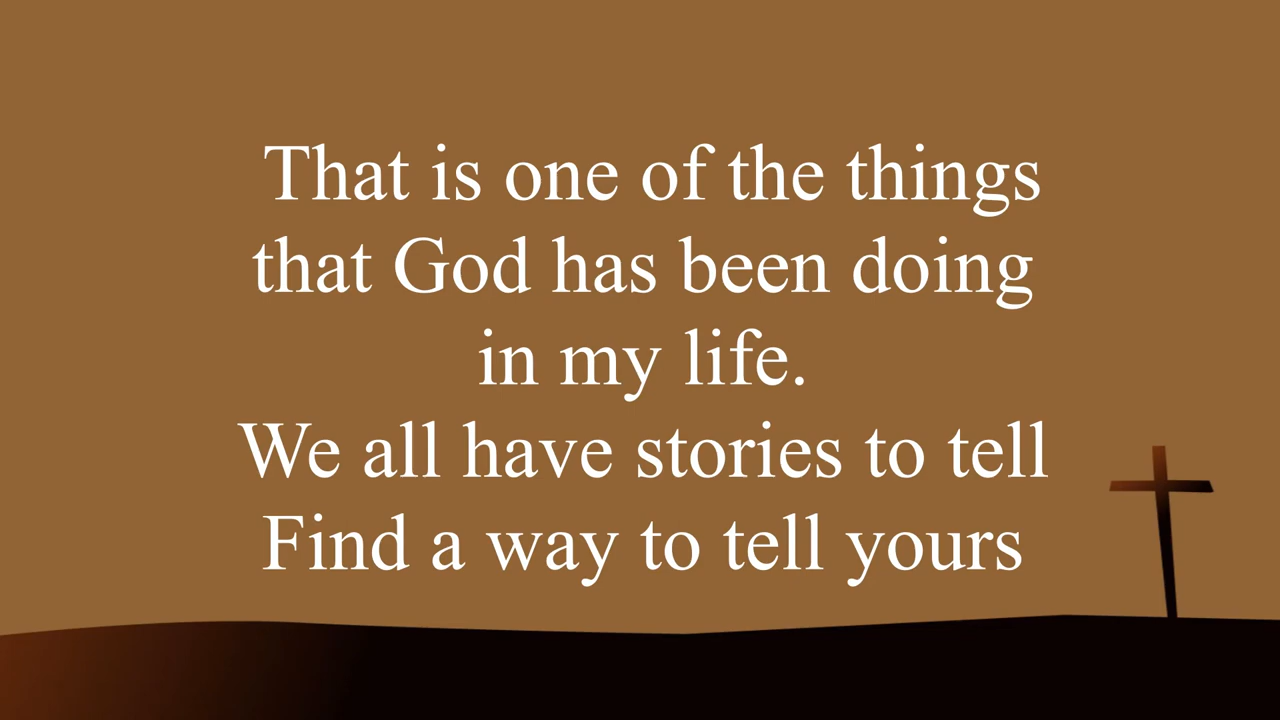 That is one of the things
that God has been doing
in my life.
We all have stories to tell
Find a way to tell yours